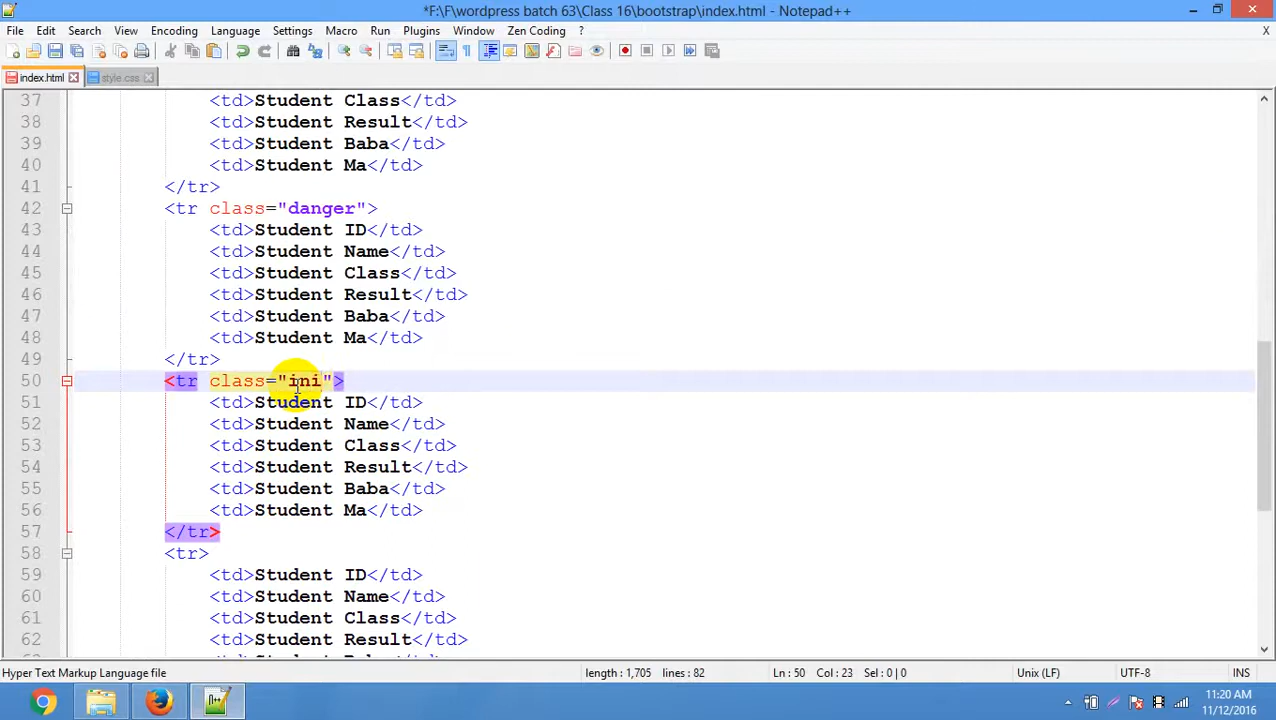 *F:\F\wordpress batch 63\Class 16\bootstrap\index.html - Notepad++
File Edit Search View Encoding Language Settings Macro Run Plugins Window Zen Coding ? X
index.html style.css
37 <td>Student Class</td>
38 <td>Student Result</td>
39 <td>Student Baba</td>
40 <td>Student Ma</td>
41 </tr>
42 <tr class="danger">
43 <td>Student ID</td>
44 <td>Student Name</td>
45 <td>Student Class</td>
46 <td>Student Result</td>
47 <td>Student Baba</td>
48 <td>Student Ma</td>
49 </tr>
50 <tr class="ini">
51 <td>Student ID</td>
52 <td>Student Name</td>
53 <td>Student Class</td>
54 <td>Student Result</td>
55 <td>Student Baba</td>
56 <td>Student Ma</td>
57 </tr>
58 <tr>
59 <td>Student ID</td>
60 <td>Student Name</td>
61 <td>Student Class</td>
62 <td>Student Result</td>
Hyper Text Markup Language file length : 1,705 lines : 82 Ln : 50 Col : 23 Sel : 0 | 0 Unix (LF) UTF-8 INS
11:20 AM
11/12/2016